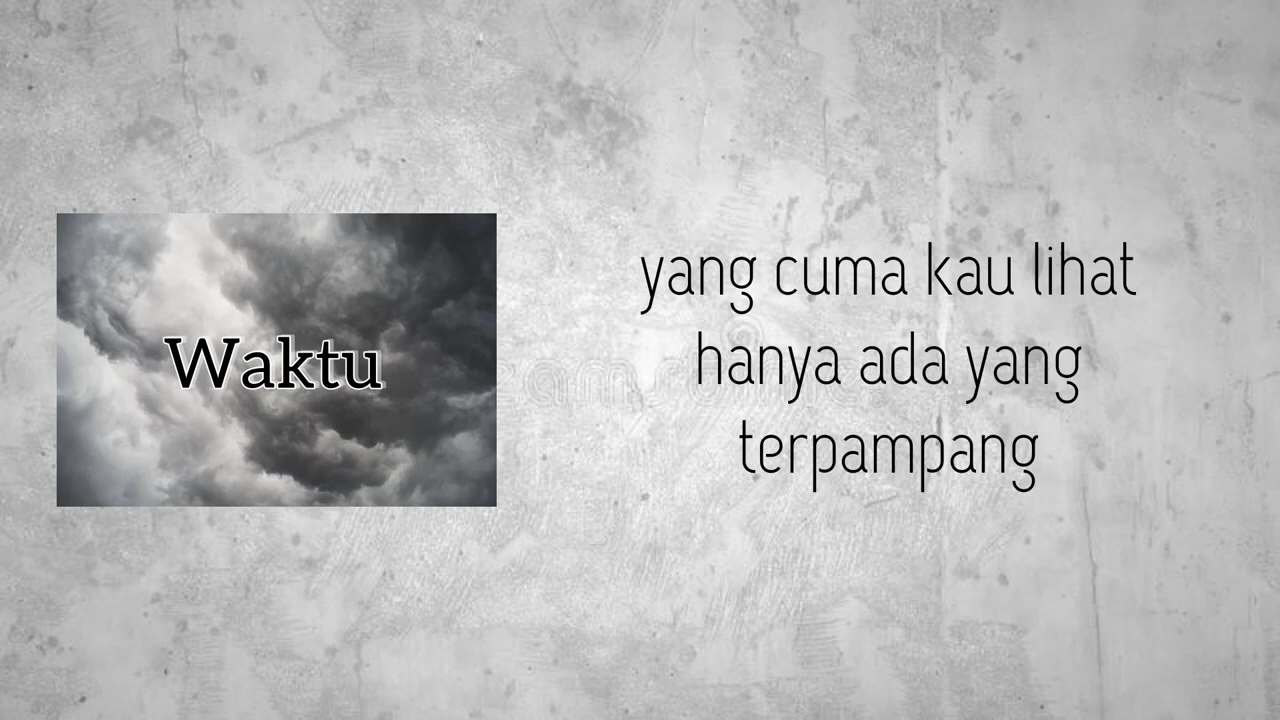 Waktu
yang cuma kau lihat
hanya ada yang
terpampang